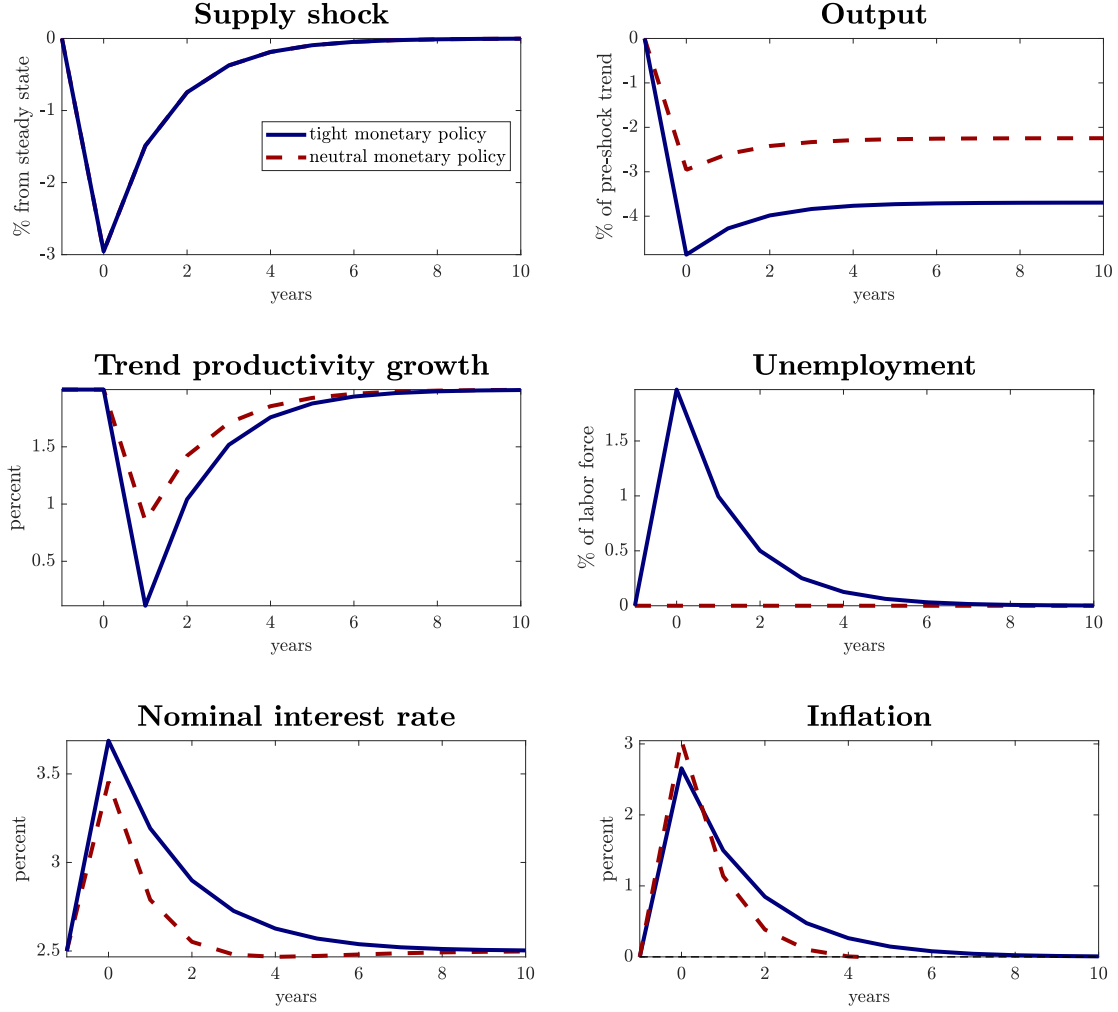 Supply shock
0
-1
-2
-3
% from steady state
tight monetary policy
neutral monetary policy
0
2
4
6
8
10
years
Output
0
-1
-2
-3
-4
% of pre-shock trend
0
2
4
6
8
10
years
Trend productivity growth
1.5
1
0.5
percent
0
2
4
6
8
10
years
Unemployment
1.5
1
0.5
0
% of labor force
0
2
4
6
8
10
years
Nominal interest rate
3.5
3
2.5
percent
0
2
4
6
8
10
years
Inflation
3
2
1
0
percent
0
2
4
6
8
10
years